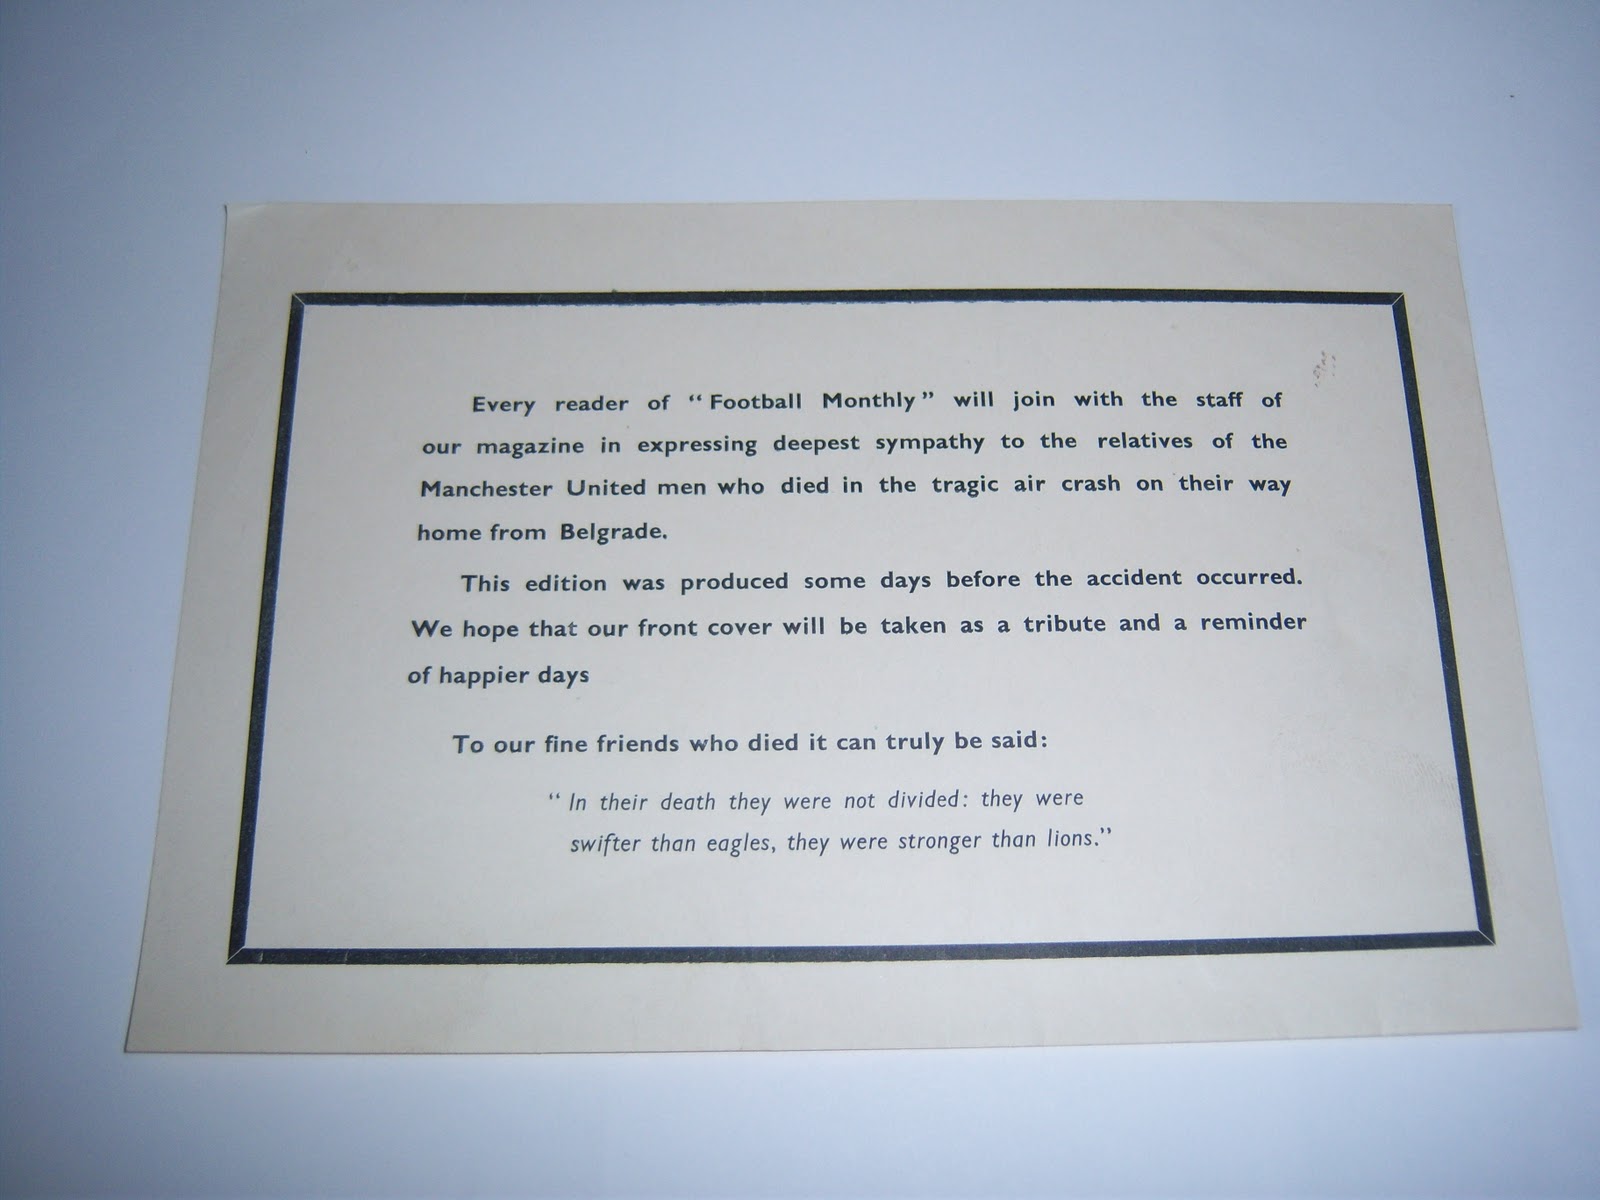 Every reader of “Football Monthly” will join with the staff of
our magazine in expressing deepest sympathy to the relatives of the
Manchester United men who died in the tragic air crash on their way
home from Belgrade.
This edition was produced some days before the accident occurred.
We hope that our front cover will be taken as a tribute and a reminder
of happier days
To our fine friends who died it can truly be said:
“In their death they were not divided: they were
swifter than eagles, they were stronger than lions.”